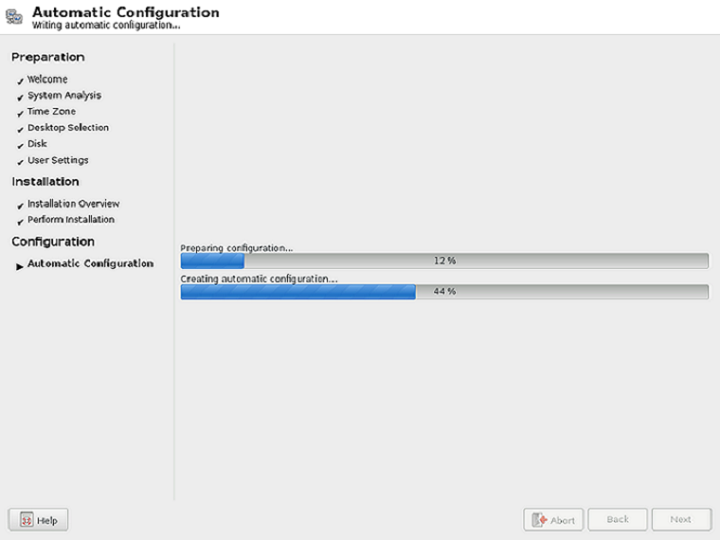 Automatic Configuration
Writing automatic configuration...
Preparation
Welcome
System Analysis
Time Zone
Desktop Selection
Disk
User Settings
Installation
Installation Overview
Perform Installation
Configuration
Automatic Configuration
Preparing configuration...
12 %
Creating automatic configuration...
44 %
Help
Abort
Back
Next